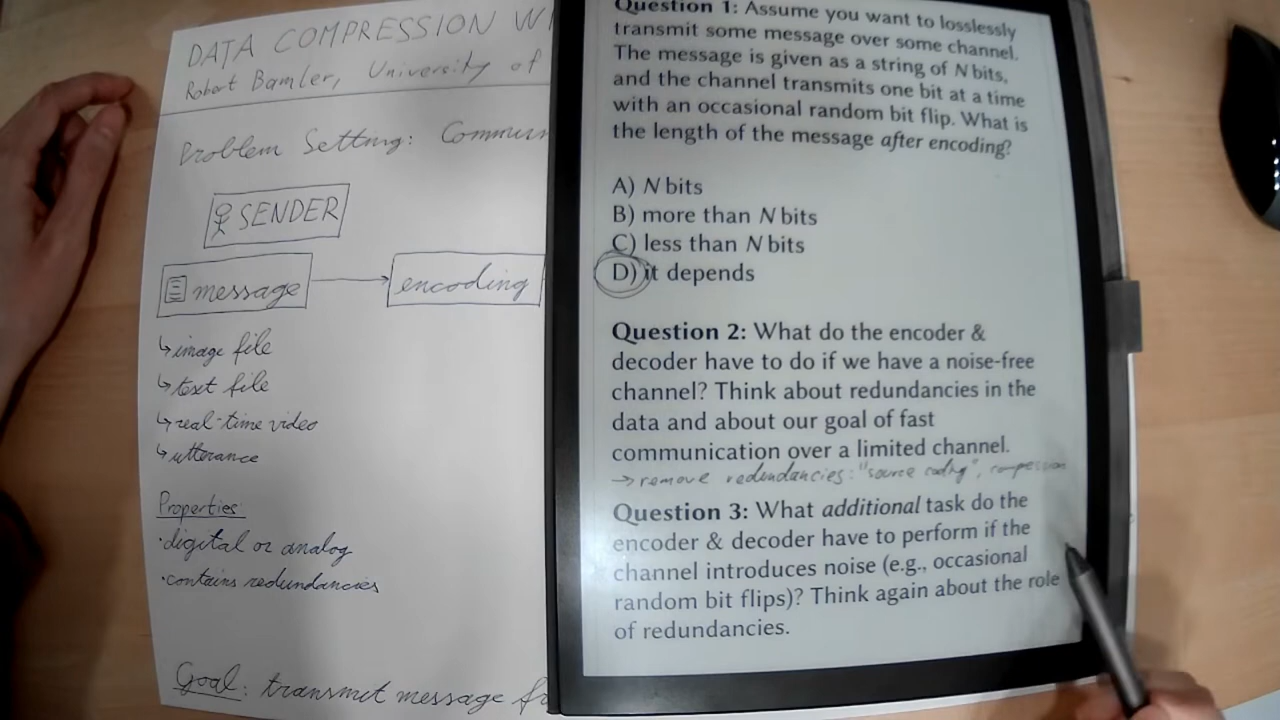 DATA COMPRESSION WI
Robert Bamler, University of
Problem Setting: Commun
SENDER
message
encoding
↳image file
↳text file
↳real-time video
↳utterance
Properties:
·digital or analog
·contains redundancies
Goal: transmit message fa
Question 1: Assume you want to losslessly
transmit some message over some channel.
The message is given as a string of N bits,
and the channel transmits one bit at a time
with an occasional random bit flip. What is
the length of the message after encoding?
A) N bits
B) more than N bits
C) less than N bits
D) it depends
Question 2: What do the encoder &
decoder have to do if we have a noise-free
channel? Think about redundancies in the
data and about our goal of fast
communication over a limited channel.
→ remove redundancies: "source coding", compression
Question 3: What additional task do the
encoder & decoder have to perform if the
channel introduces noise (e.g., occasional
random bit flips)? Think again about the role
of redundancies.